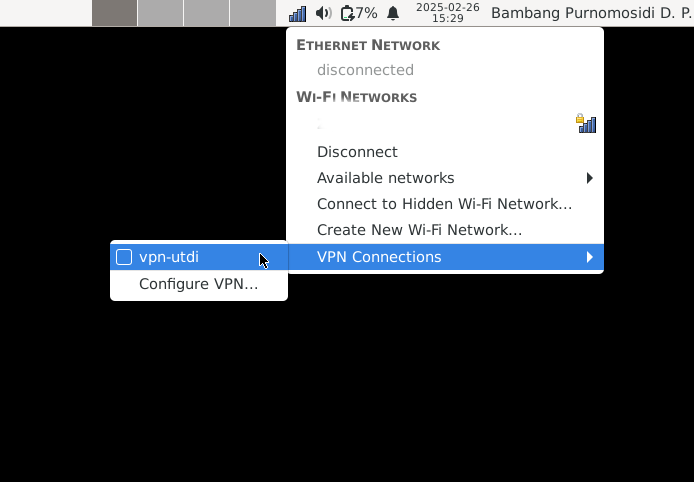 7%
2025-02-26
15:29
Bambang Purnomosidi D. P.
Ethernet Network
disconnected
Wi-Fi Networks
Disconnect
Available networks
Connect to Hidden Wi-Fi Network...
Create New Wi-Fi Network...
vpn-utdi
VPN Connections
Configure VPN...